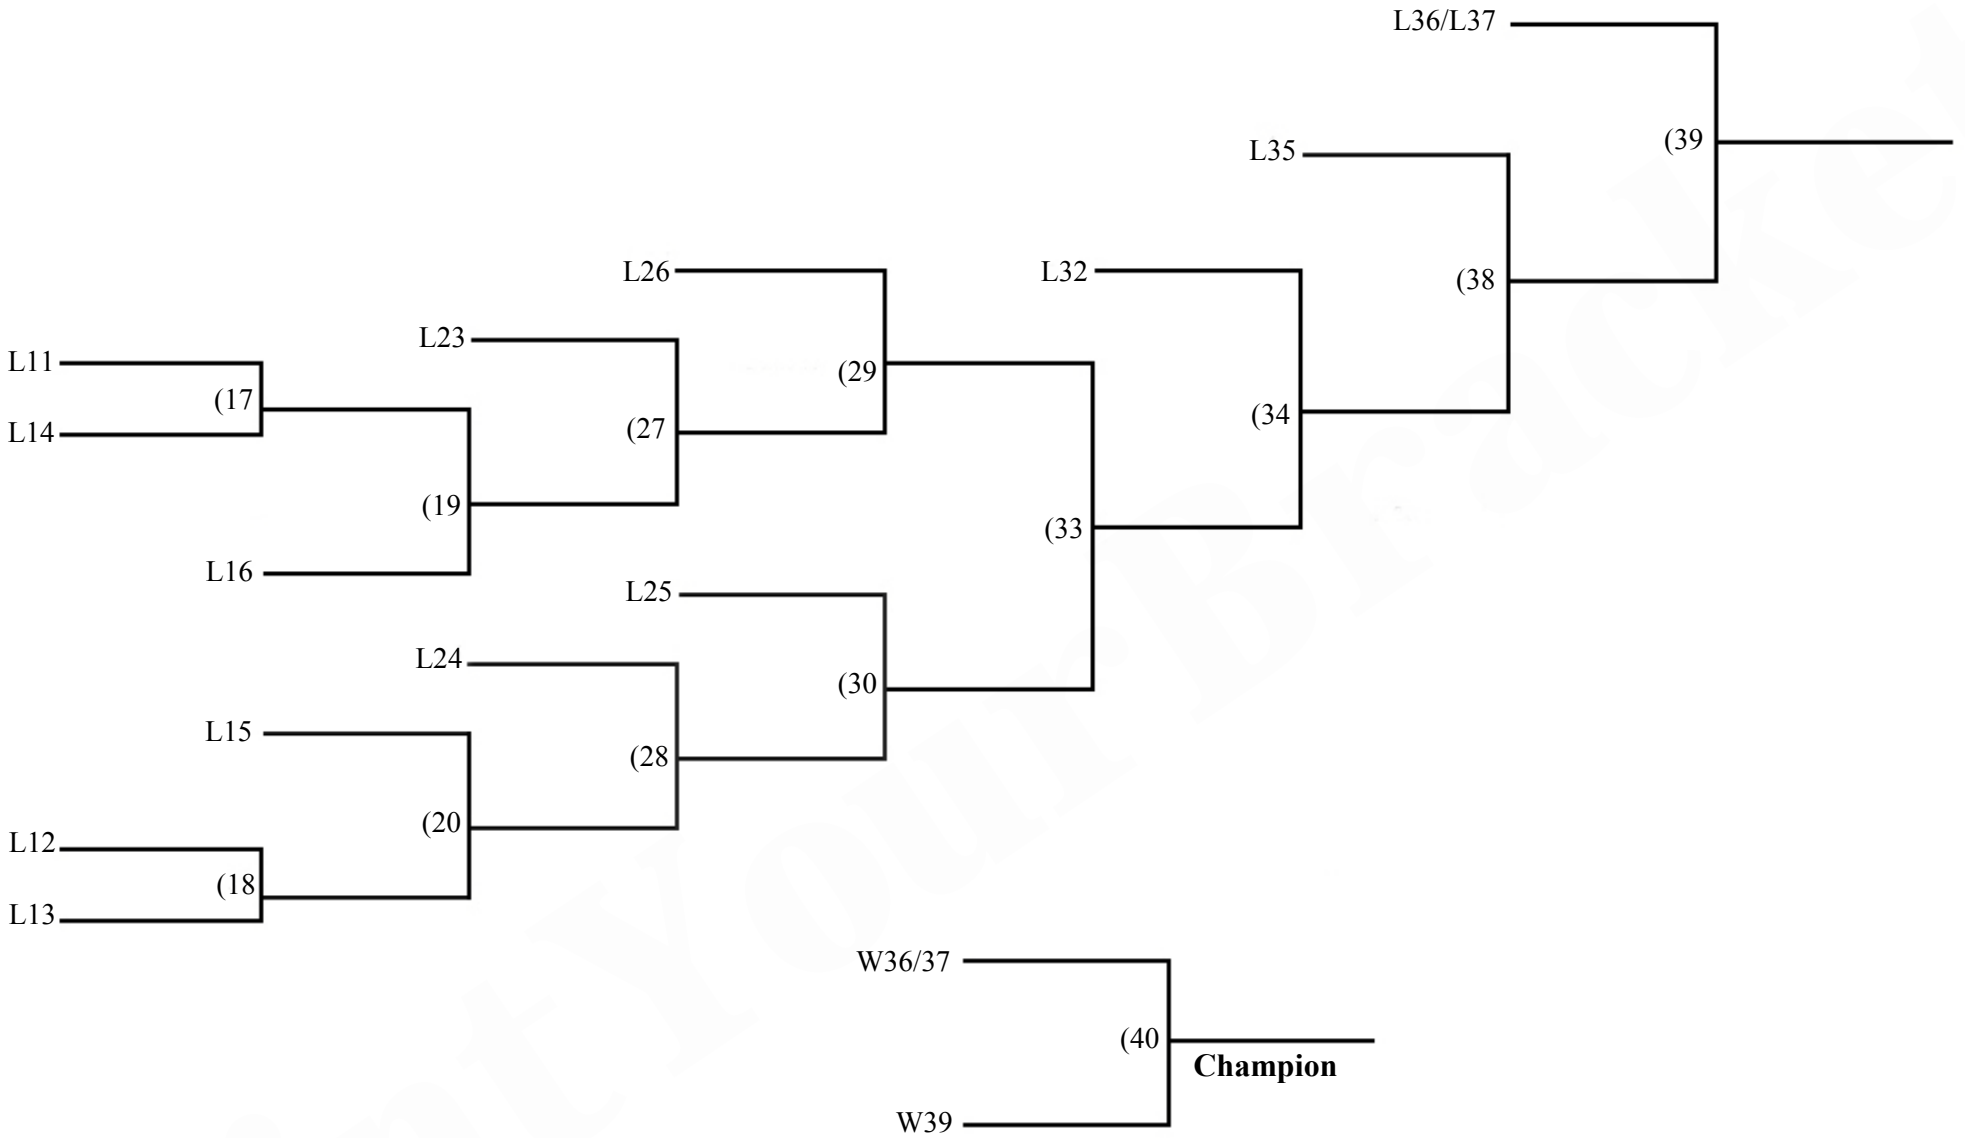 L36/L37
(39
L35
L26
L32
(38
L23
L11
(29
(17
(34
L14
(27
(19
(33
L16
L25
L24
(30
L15
(28
(20
L12
(18
L13
W36/37
(40
Champion
W39
PrintYourBracket